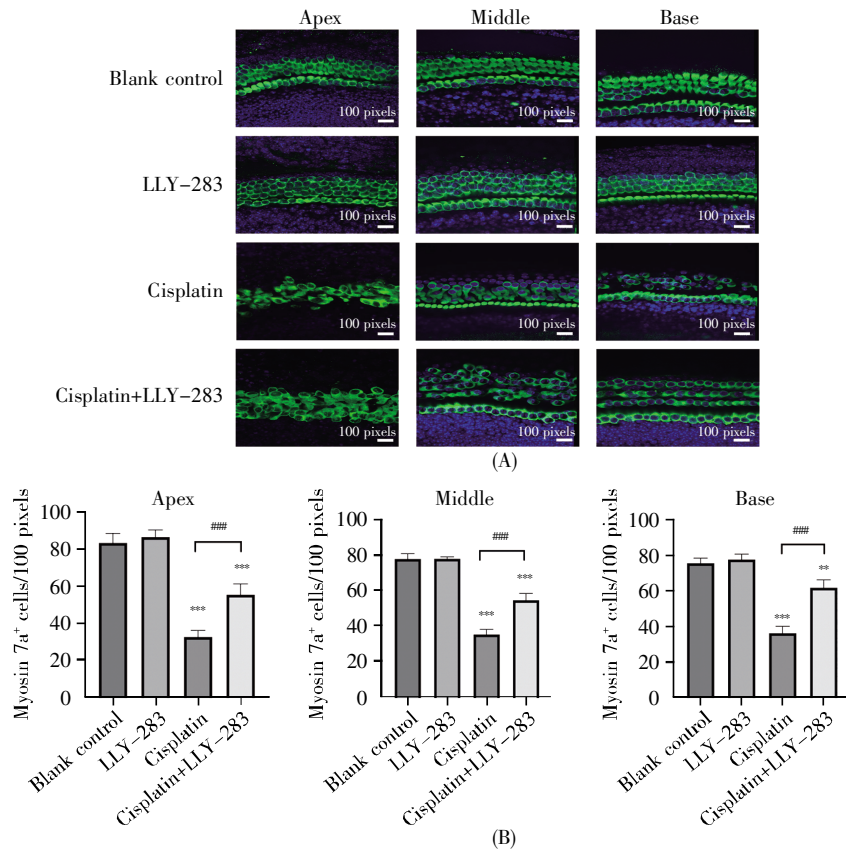 Apex Middle Base
Blank control
100 pixels 100 pixels 100 pixels
LLY-283
100 pixels 100 pixels 100 pixels
Cisplatin
100 pixels 100 pixels 100 pixels
Cisplatin+LLY-283
100 pixels 100 pixels 100 pixels
(A)
Apex
Myosin 7a⁺ cells/100 pixels
100
80
60
40
20
0
***
###
***
Blank control
LLY-283
Cisplatin
Cisplatin+LLY-283
Middle
Myosin 7a⁺ cells/100 pixels
100
80
60
40
20
0
***
###
***
Blank control
LLY-283
Cisplatin
Cisplatin+LLY-283
Base
Myosin 7a⁺ cells/100 pixels
100
80
60
40
20
0
***
###
**
Blank control
LLY-283
Cisplatin
Cisplatin+LLY-283
(B)